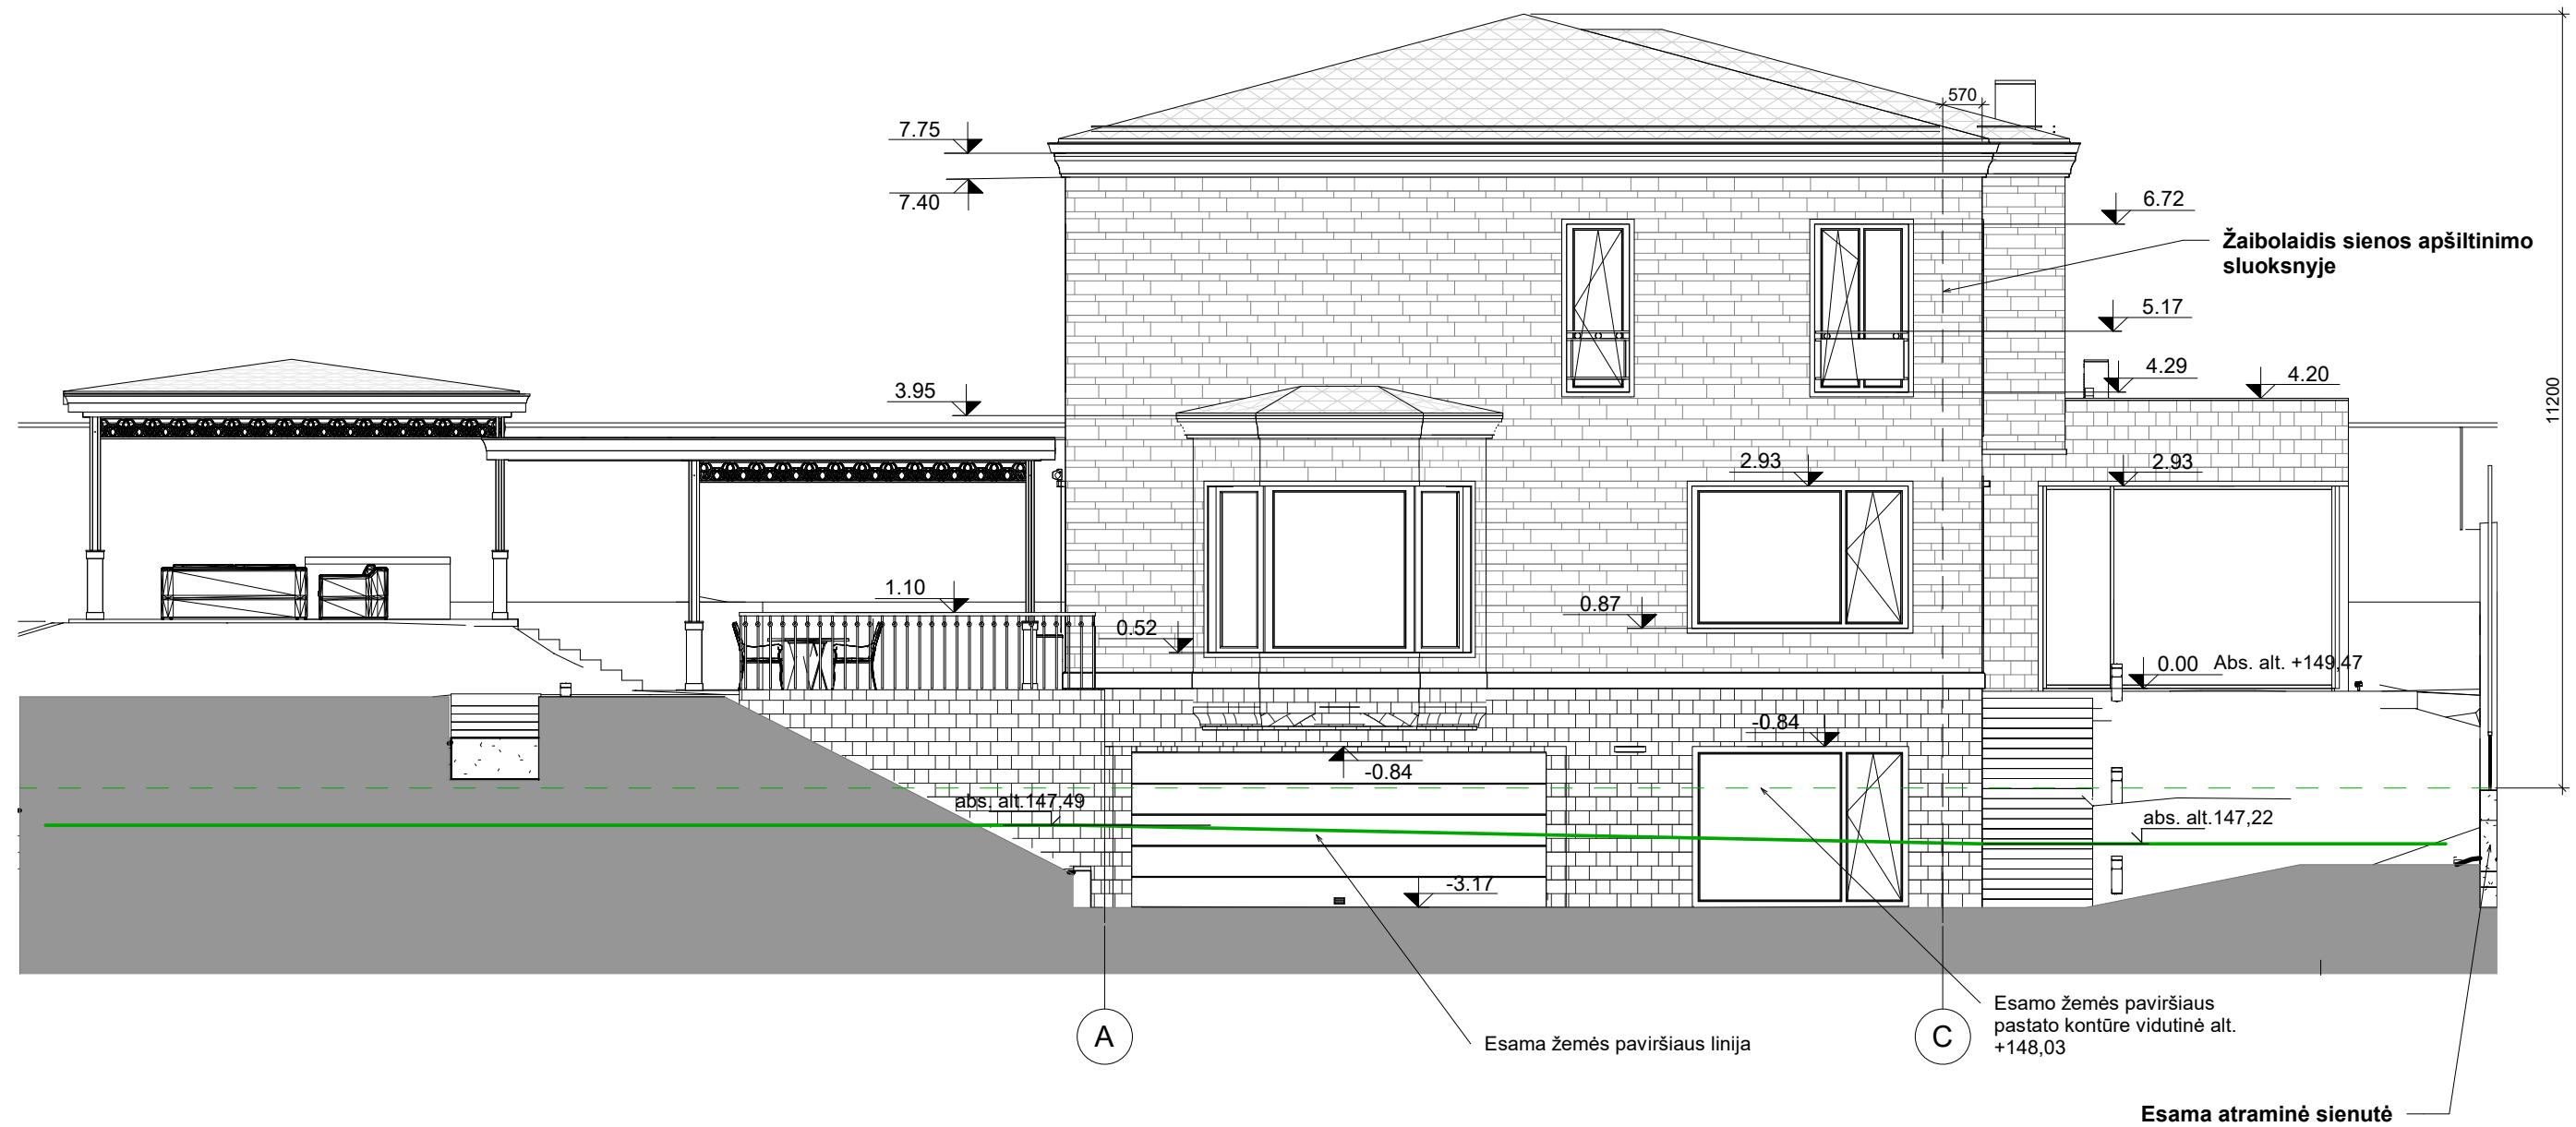 570
7.75
7.40
6.72
Žaibolaidis sienos apšiltinimo
sluoksnyje
5.17
4.29
4.20
3.95
11200
2.93
2.93
1.10
0.87
0.52
0.00
Abs. alt. +149,47
-0.84
-0.84
abs. alt.147,49
abs. alt.147,22
-3.17
A
C
Esama žemės paviršiaus linija
Esamo žemės paviršiaus
pastato kontūre vidutinė alt.
+148,03
Esama atraminė sienutė